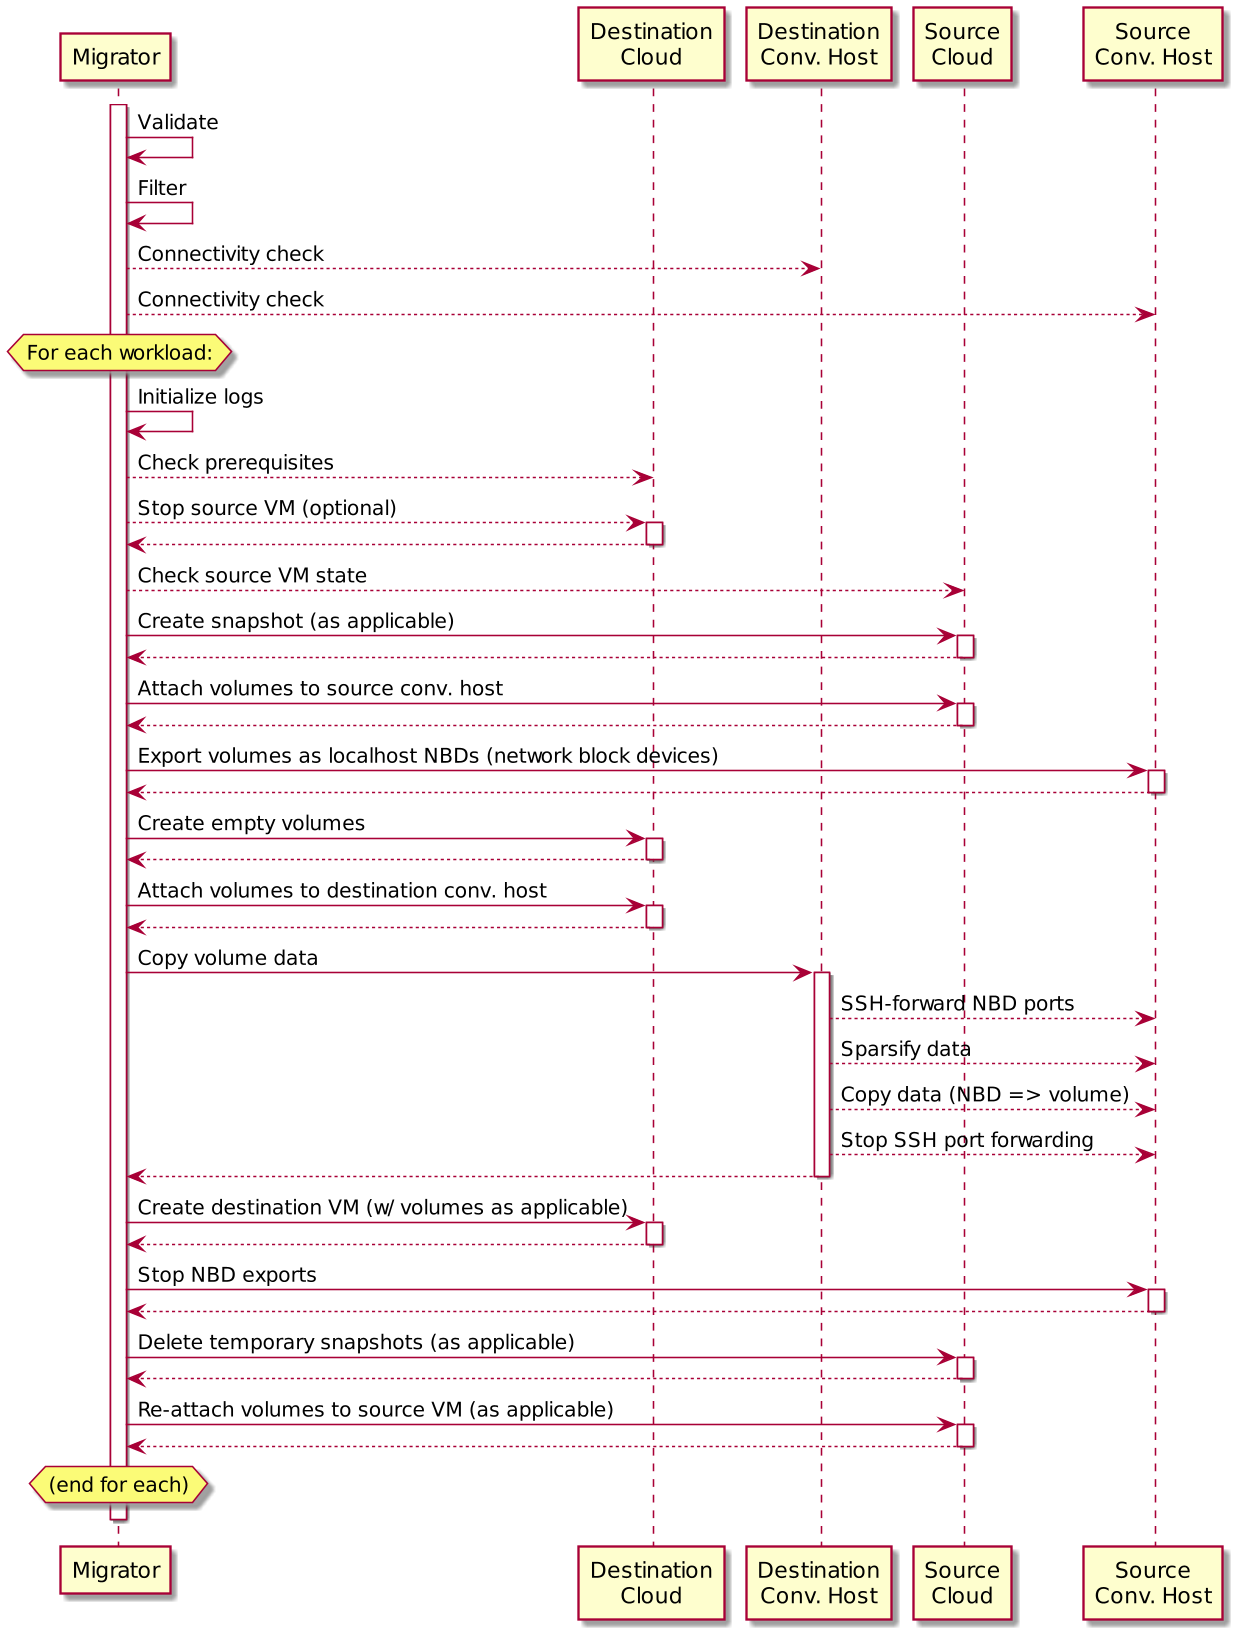 Migrator
Destination
Cloud
Destination
Conv. Host
Source
Cloud
Source
Conv. Host
Validate
Filter
Connectivity check
Connectivity check
For each workload:
Initialize logs
Check prerequisites
Stop source VM (optional)
Check source VM state
Create snapshot (as applicable)
Attach volumes to source conv. host
Export volumes as localhost NBDs (network block devices)
Create empty volumes
Attach volumes to destination conv. host
Copy volume data
SSH-forward NBD ports
Sparsify data
Copy data (NBD => volume)
Stop SSH port forwarding
Create destination VM (w/ volumes as applicable)
Stop NBD exports
Delete temporary snapshots (as applicable)
Re-attach volumes to source VM (as applicable)
(end for each)
Migrator
Destination
Cloud
Destination
Conv. Host
Source
Cloud
Source
Conv. Host